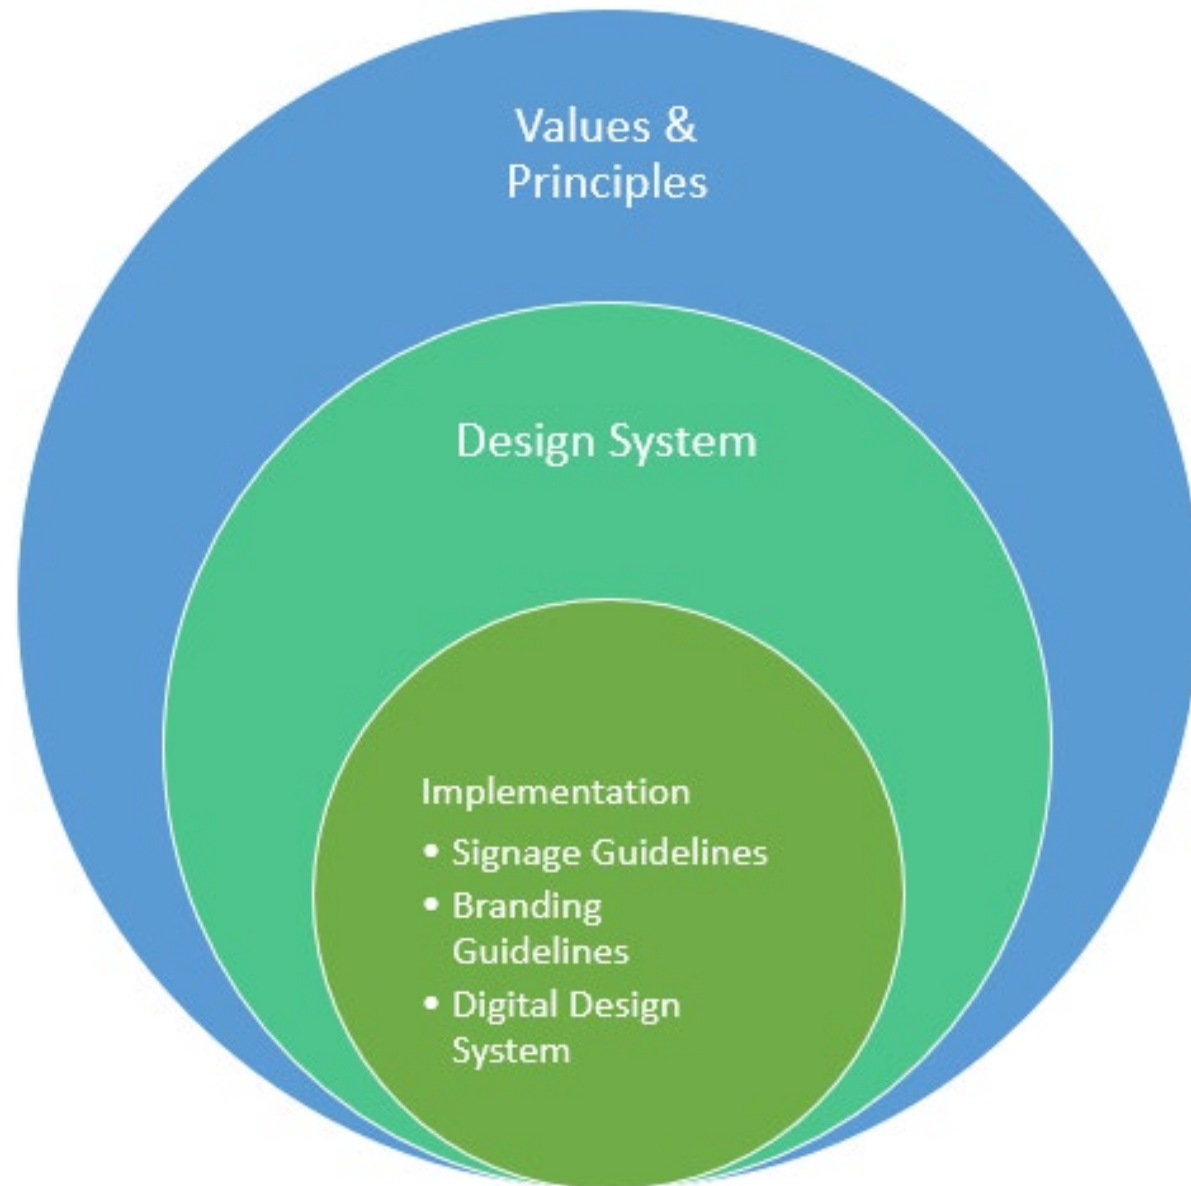 Values &
Principles
Design System
Implementation
• Signage Guidelines
• Branding
Guidelines
• Digital Design
System